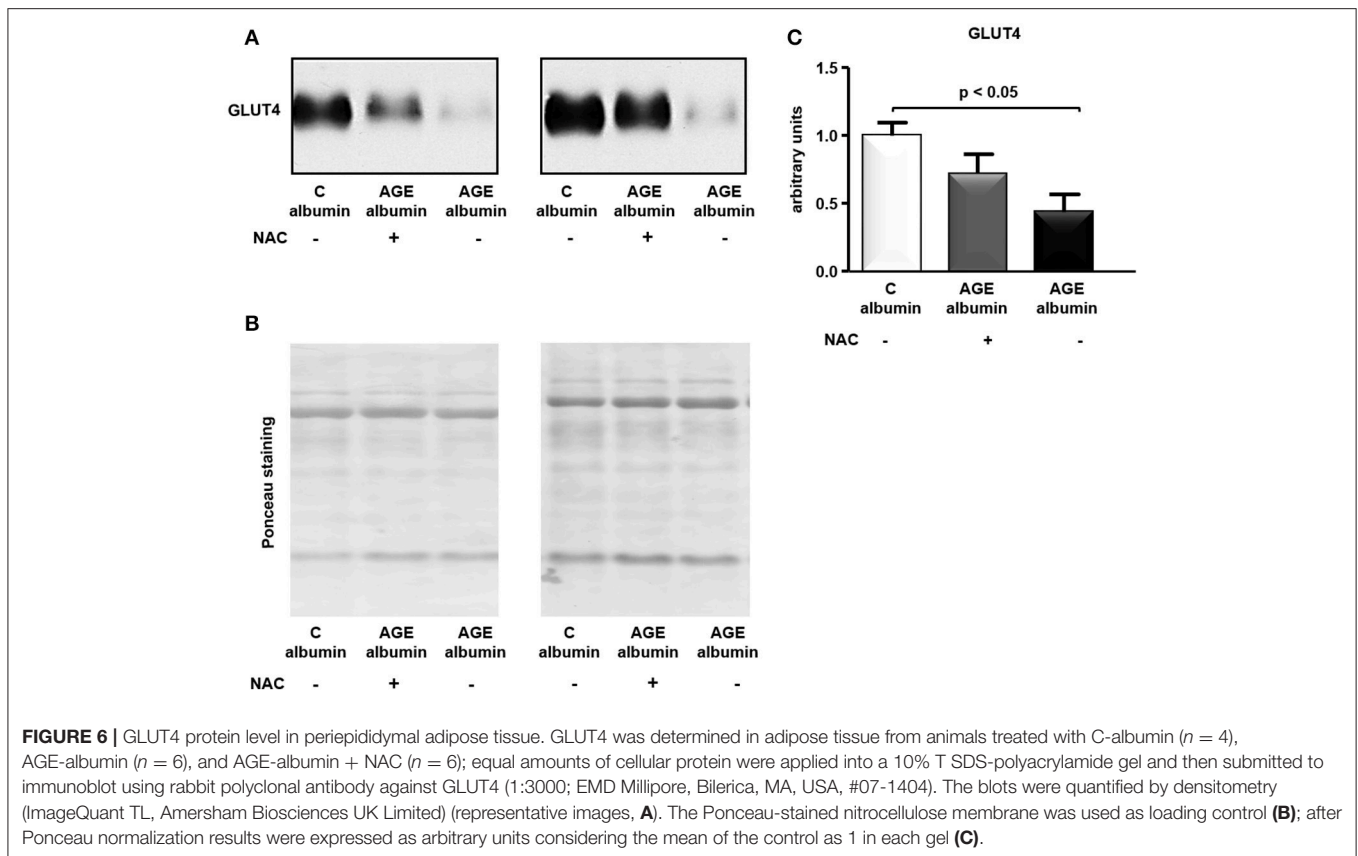 A
GLUT4
C albumin AGE albumin AGE albumin
NAC - + -
C albumin AGE albumin AGE albumin
- + -
C
GLUT4
arbitrary units
1.5
1.0
0.5
0.0
p < 0.05
C albumin AGE albumin AGE albumin
NAC - + -
B
Ponceau staining
C albumin AGE albumin AGE albumin
NAC - + -
C albumin AGE albumin AGE albumin
- + -
FIGURE 6 | GLUT4 protein level in periepididymal adipose tissue. GLUT4 was determined in adipose tissue from animals treated with C-albumin (n = 4),
AGE-albumin (n = 6), and AGE-albumin + NAC (n = 6); equal amounts of cellular protein were applied into a 10% T SDS-polyacrylamide gel and then submitted to
immunoblot using rabbit polyclonal antibody against GLUT4 (1:3000; EMD Millipore, Bilerica, MA, USA, #07-1404). The blots were quantified by densitometry
(ImageQuant TL, Amersham Biosciences UK Limited) (representative images, A). The Ponceau-stained nitrocellulose membrane was used as loading control (B); after
Ponceau normalization results were expressed as arbitrary units considering the mean of the control as 1 in each gel (C).